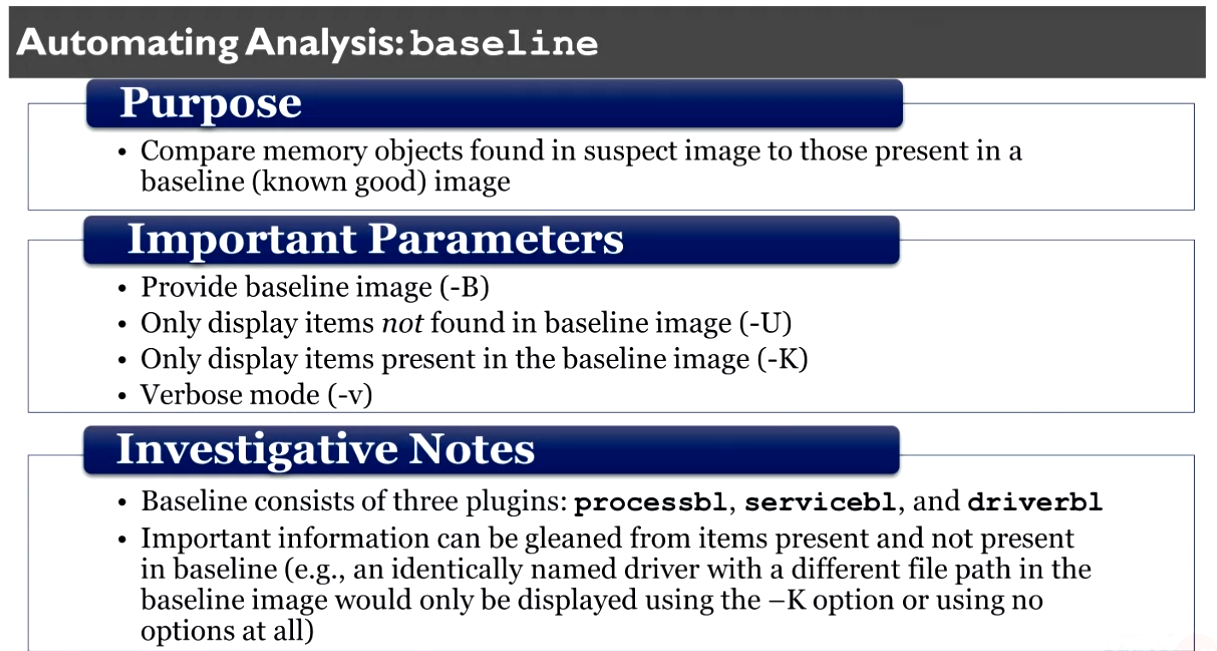 Automating Analysis: baseline
Purpose
• Compare memory objects found in suspect image to those present in a
baseline (known good) image
Important Parameters
• Provide baseline image (-B)
• Only display items not found in baseline image (-U)
• Only display items present in the baseline image (-K)
• Verbose mode (-v)
Investigative Notes
• Baseline consists of three plugins: processbl, servicebl, and driverbl
• Important information can be gleaned from items present and not present
in baseline (e.g., an identically named driver with a different file path in the
baseline image would only be displayed using the –K option or using no
options at all)